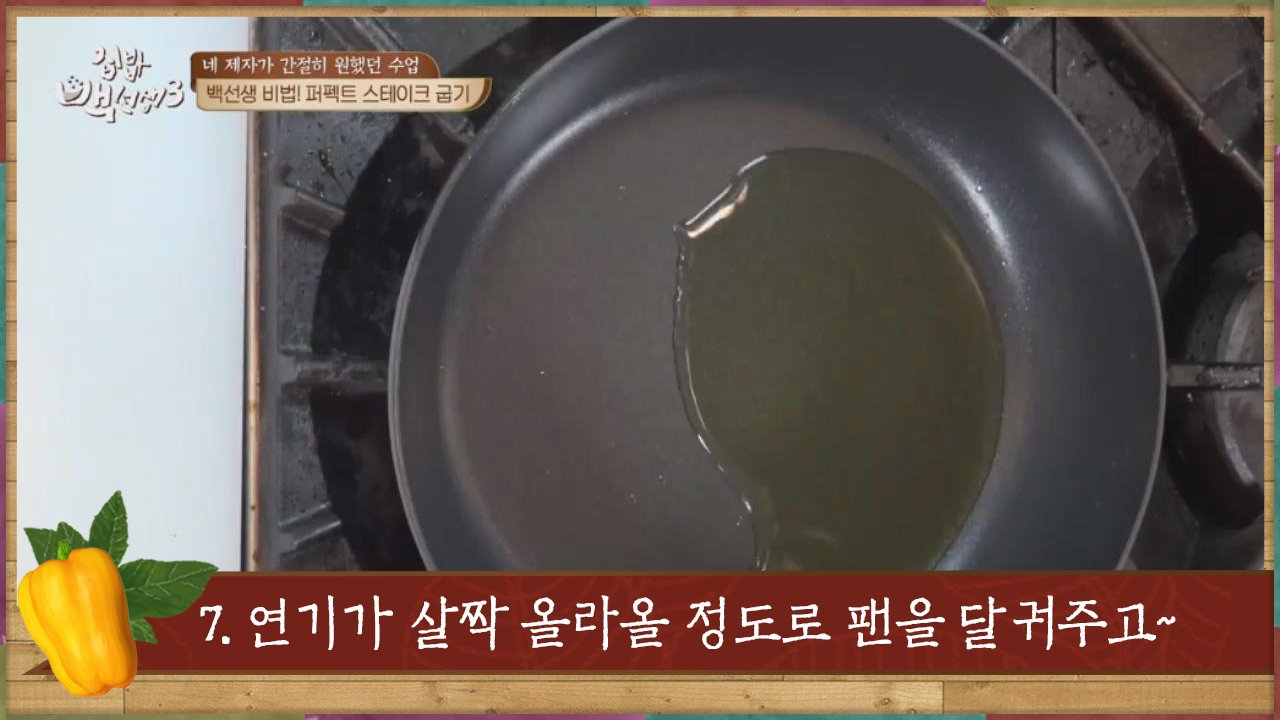 집밥
백선생3
네 제자가 간절히 원했던 수업
백선생 비법! 퍼펙트 스테이크 굽기
7. 연기가 살짝 올라올 정도로 팬을 달궈주고~